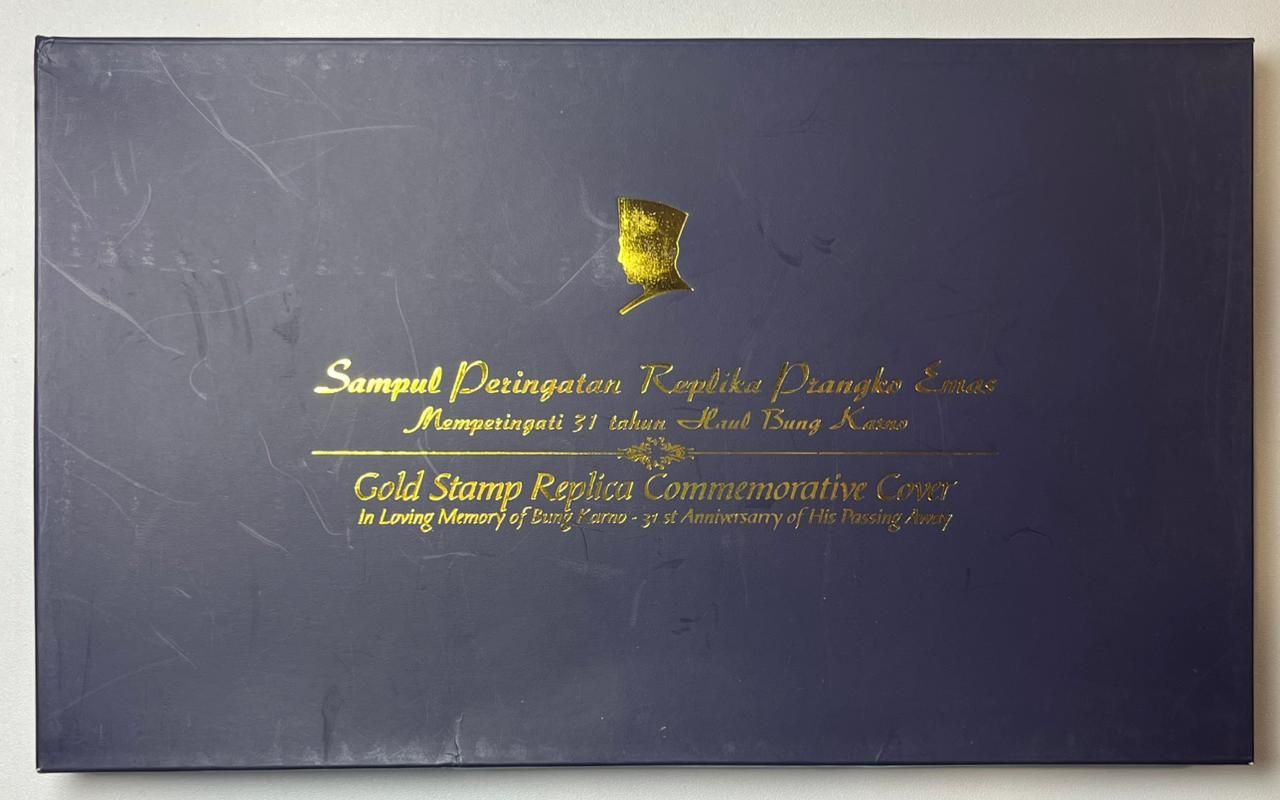 Sampul Peringatan Replika Prangko Emas
Memperingati 31 tahun Haul Bung Karno
Gold Stamp Replica Commemorative Cover
In Loving Memory of Bung Karno - 31 st Anniversarry of His Passing Away